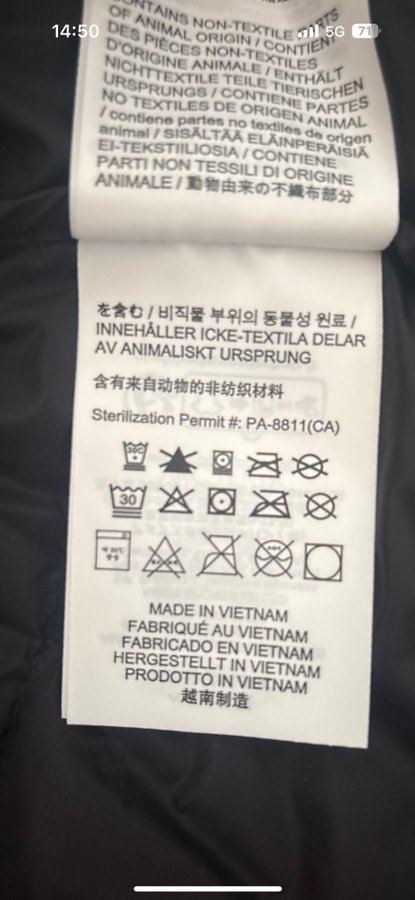 14:50 5G 71
CONTAINS NON-TEXTILE PARTS
OF ANIMAL ORIGIN / CONTIENT
DES PIÈCES NON-TEXTILES
D'ORIGINE ANIMALE / ENTHÄLT
NICHTTEXTILE TEILE TIERISCHEN
URSPRUNGS / CONTIENE PARTES
NO TEXTILES DE ORIGEN ANIMAL
/ contiene partes no textiles de origen
animal / SISÄLTÄÄ ELÄINPERÄISIÄ
EI-TEKSTIILIOSIA / CONTIENE
PARTI NON TESSILI DI ORIGINE
ANIMALE / 動物由来の不織布部分
を含む / 비직물 부위의 동물성 원료 /
INNEHÅLLER ICKE-TEXTILA DELAR
AV ANIMALISKT URSPRUNG
含有来自动物的非纺织材料
Sterilization Permit #: PA-8811(CA)
30°C
30
약 30℃ 중성
MADE IN VIETNAM
FABRIQUÉ AU VIETNAM
FABRICADO EN VIETNAM
HERGESTELLT IN VIETNAM
PRODOTTO IN VIETNAM
越南制造